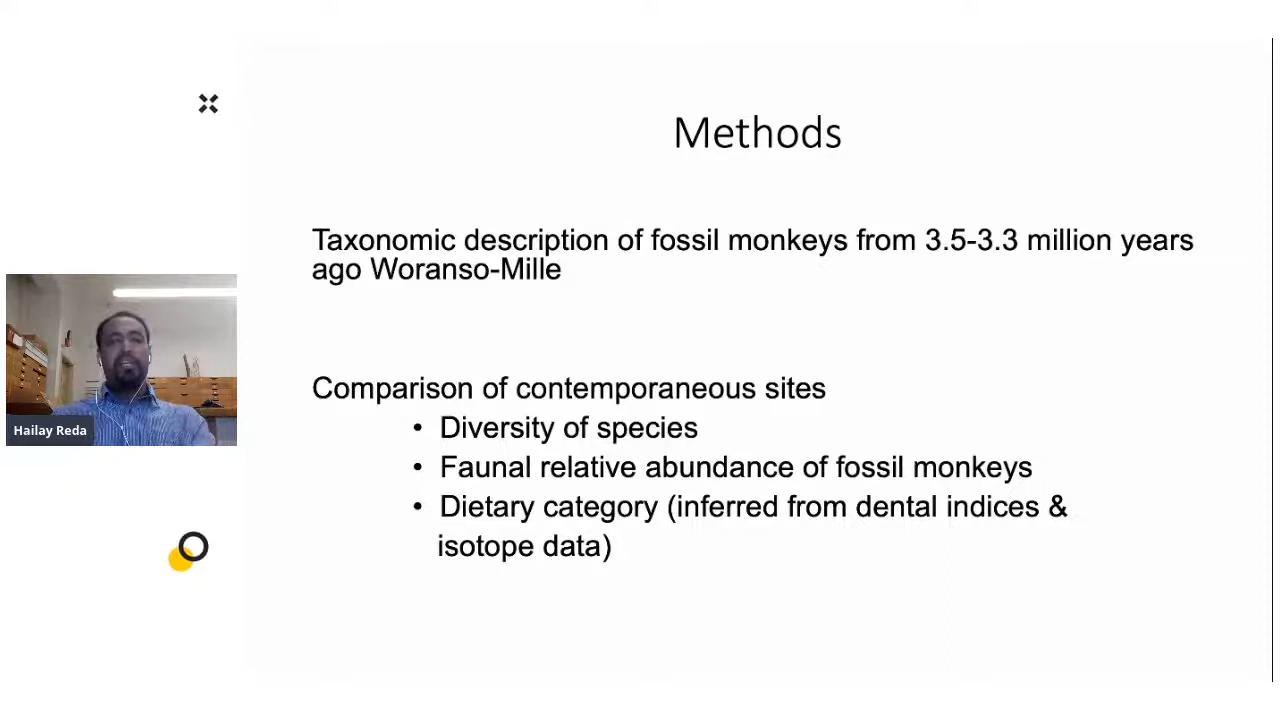 Methods
Taxonomic description of fossil monkeys from 3.5-3.3 million years
ago Woranso-Mille
Comparison of contemporaneous sites
• Diversity of species
• Faunal relative abundance of fossil monkeys
• Dietary category (inferred from dental indices &
isotope data)
Hailay Reda